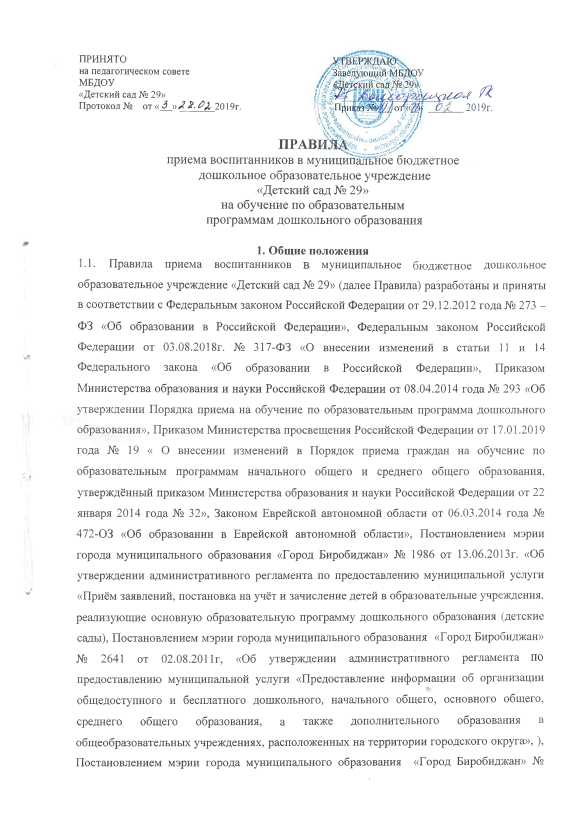 ПРИНЯТО
на педагогическом совете
МБДОУ
«Детский сад № 29»
Протокол № от «3» 28.02 2019г.
УТВЕРЖДАЮ
Заведующий МБДОУ
«Детский сад № 29»
Приказ № от « » 02 2019г.
ПРАВИЛА
приема воспитанников в муниципальное бюджетное
дошкольное образовательное учреждение
«Детский сад № 29»
на обучение по образовательным
программам дошкольного образования
1. Общие положения
1.1. Правила приема воспитанников в муниципальное бюджетное дошкольное
образовательное учреждение «Детский сад № 29» (далее Правила) разработаны и приняты
в соответствии с Федеральным законом Российской Федерации от 29.12.2012 года № 273 –
ФЗ «Об образовании в Российской Федерации», Федеральным законом Российской
Федерации от 03.08.2018г. № 317-ФЗ «О внесении изменений в статьи 11 и 14
Федерального закона «Об образовании в Российской Федерации», Приказом
Министерства образования и науки Российской Федерации от 08.04.2014 года № 293 «Об
утверждении Порядка приема на обучение по образовательным программа дошкольного
образования», Приказом Министерства просвещения Российской Федерации от 17.01.2019
года № 19 « О внесении изменений в Порядок приема граждан на обучение по
образовательным программам начального общего и среднего общего образования,
утверждённый приказом Министерства образования и науки Российской Федерации от 22
января 2014 года № 32», Законом Еврейской автономной области от 06.03.2014 года №
472-ОЗ «Об образовании в Еврейской автономной области», Постановлением мэрии
города муниципального образования «Город Биробиджан» № 1986 от 13.06.2013г. «Об
утверждении административного регламента по предоставлению муниципальной услуги
«Приём заявлений, постановка на учёт и зачисление детей в образовательные учреждения,
реализующие основную образовательную программу дошкольного образования (детские
сады), Постановлением мэрии города муниципального образования «Город Биробиджан»
№ 2641 от 02.08.2011г, «Об утверждении административного регламента по
предоставлению муниципальной услуги «Предоставление информации об организации
общедоступного и бесплатного дошкольного, начального общего, основного общего,
среднего общего образования, а также дополнительного образования в
общеобразовательных учреждениях, расположенных на территории городского округа», ),
Постановлением мэрии города муниципального образования «Город Биробиджан» №